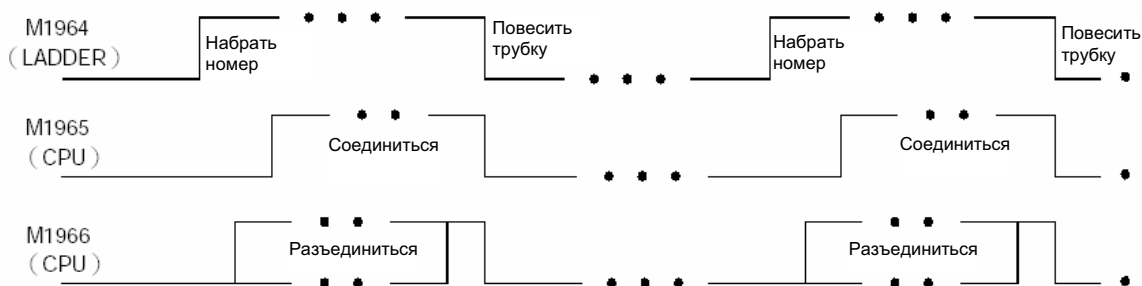 M1964
( LADDER )
Набрать
номер
Повесить
трубку
Набрать
номер
Повесить
трубку
M1965
( CPU )
Соединиться
Соединиться
M1966
( CPU )
Разъединиться
Разъединиться